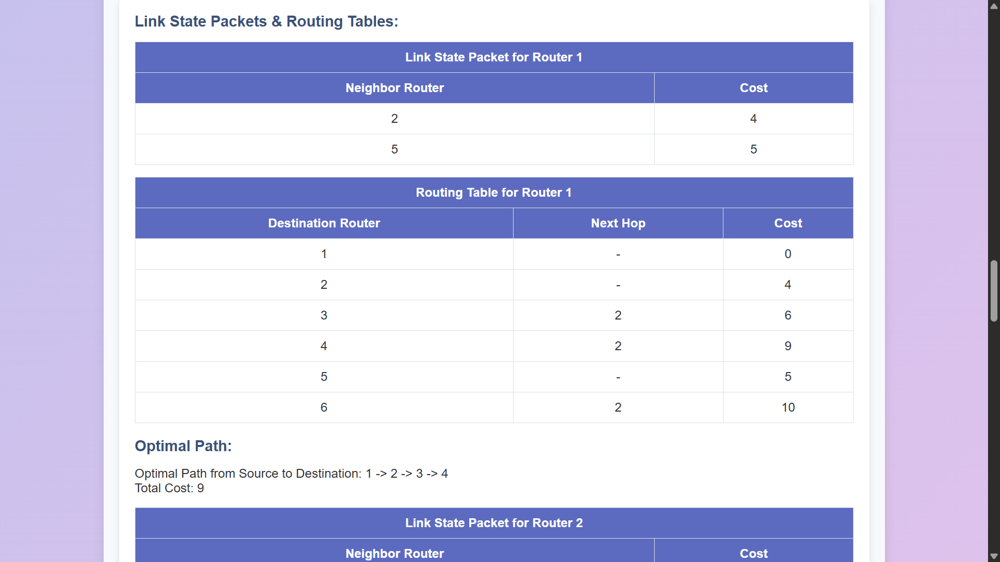 Link State Packets & Routing Tables:
Link State Packet for Router 1
Neighbor Router Cost
2 4
5 5
Routing Table for Router 1
Destination Router Next Hop Cost
1 - 0
2 - 4
3 2 6
4 2 9
5 - 5
6 2 10
Optimal Path:
Optimal Path from Source to Destination: 1 -> 2 -> 3 -> 4
Total Cost: 9
Link State Packet for Router 2
Neighbor Router Cost